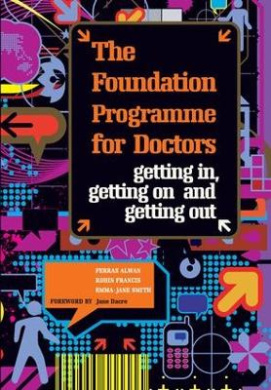 The
Foundation
Programme
for Doctors
getting in,
getting on and
getting out
FERRAS ALWAN
ROBIN FRANCIS
EMMA JANE SMITH
FOREWORD BY Jane Dacre